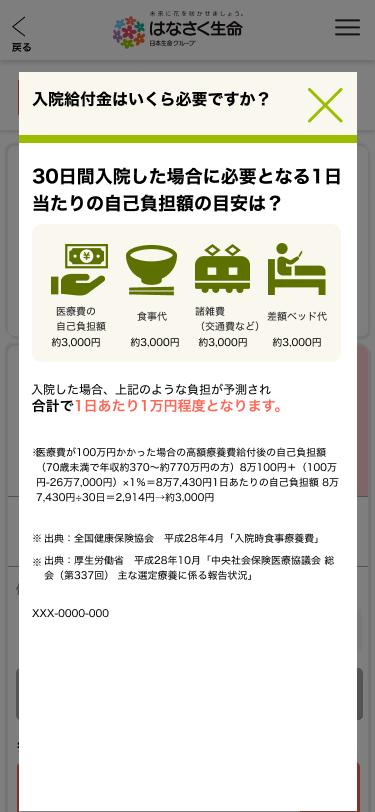 未来に花を咲かせましょう。
はなさく生命
日本生命グループ
戻る
入院給付金はいくら必要ですか？
30日間入院した場合に必要となる1日
当たりの自己負担額の目安は？
¥
医療費の
自己負担額
約3,000円
食事代
約3,000円
諸雑費
（交通費など）
約3,000円
差額ベッド代
約3,000円
入院した場合、上記のような負担が予測され
合計で1日あたり1万円程度となります。
※医療費が100万円かかった場合の高額療養費給付後の自己負担額
（70歳未満で年収約370～約770万円の方）8万100円＋（100万
円-26万7,000円）×1％＝8万7,430円1日あたりの自己負担額 8万
7,430円÷30日＝2,914円→約3,000円
※ 出典：全国健康保険協会　平成28年4月「入院時食事療養費」
※ 出典：厚生労働省　平成28年10月「中央社会保険医療協議会 総
会（第337回） 主な選定療養に係る報告状況」
XXX-0000-000